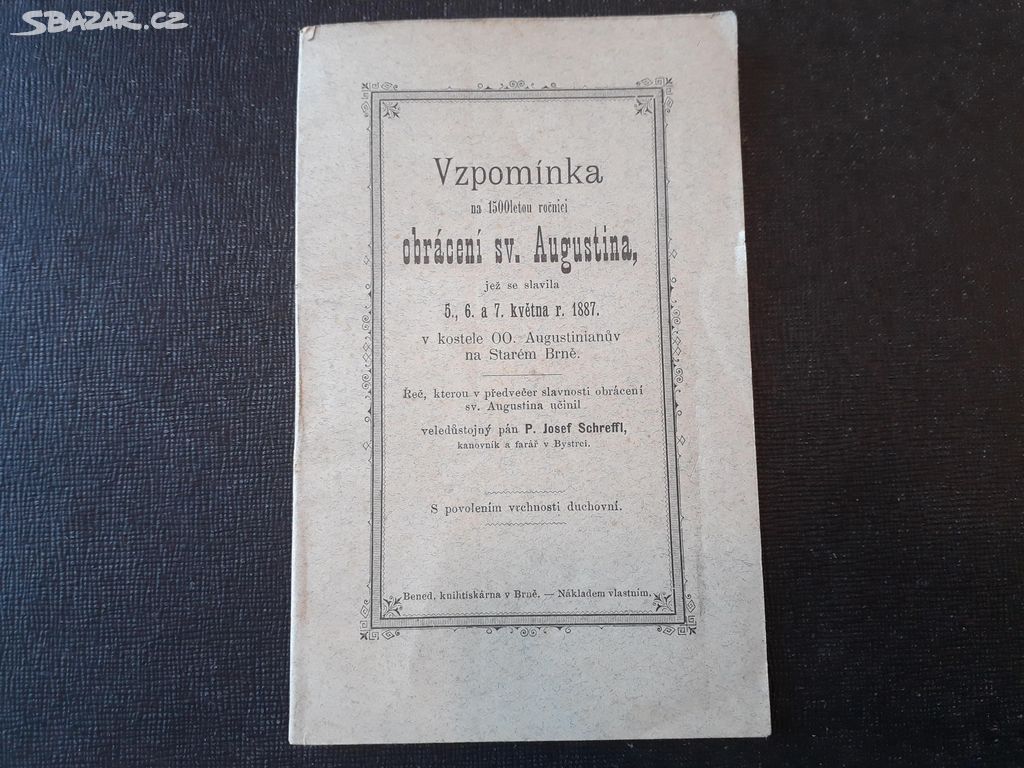 SBAZAR.CZ
Vzpomínka
na 1500letou ročnici
obrácení sv. Augustina,
jež se slavila
5., 6. a 7. května r. 1887.
v kostele OO. Augustinianův
na Starém Brně.
Řeč, kterou v předvečer slavnosti obrácení
sv. Augustina učinil
veledůstojný pán P. Josef Schreffl,
kanovník a farář v Bystrci.
S povolením vrchnosti duchovní.
Bened. knihtiskárna v Brně. — Nákladem vlastním.